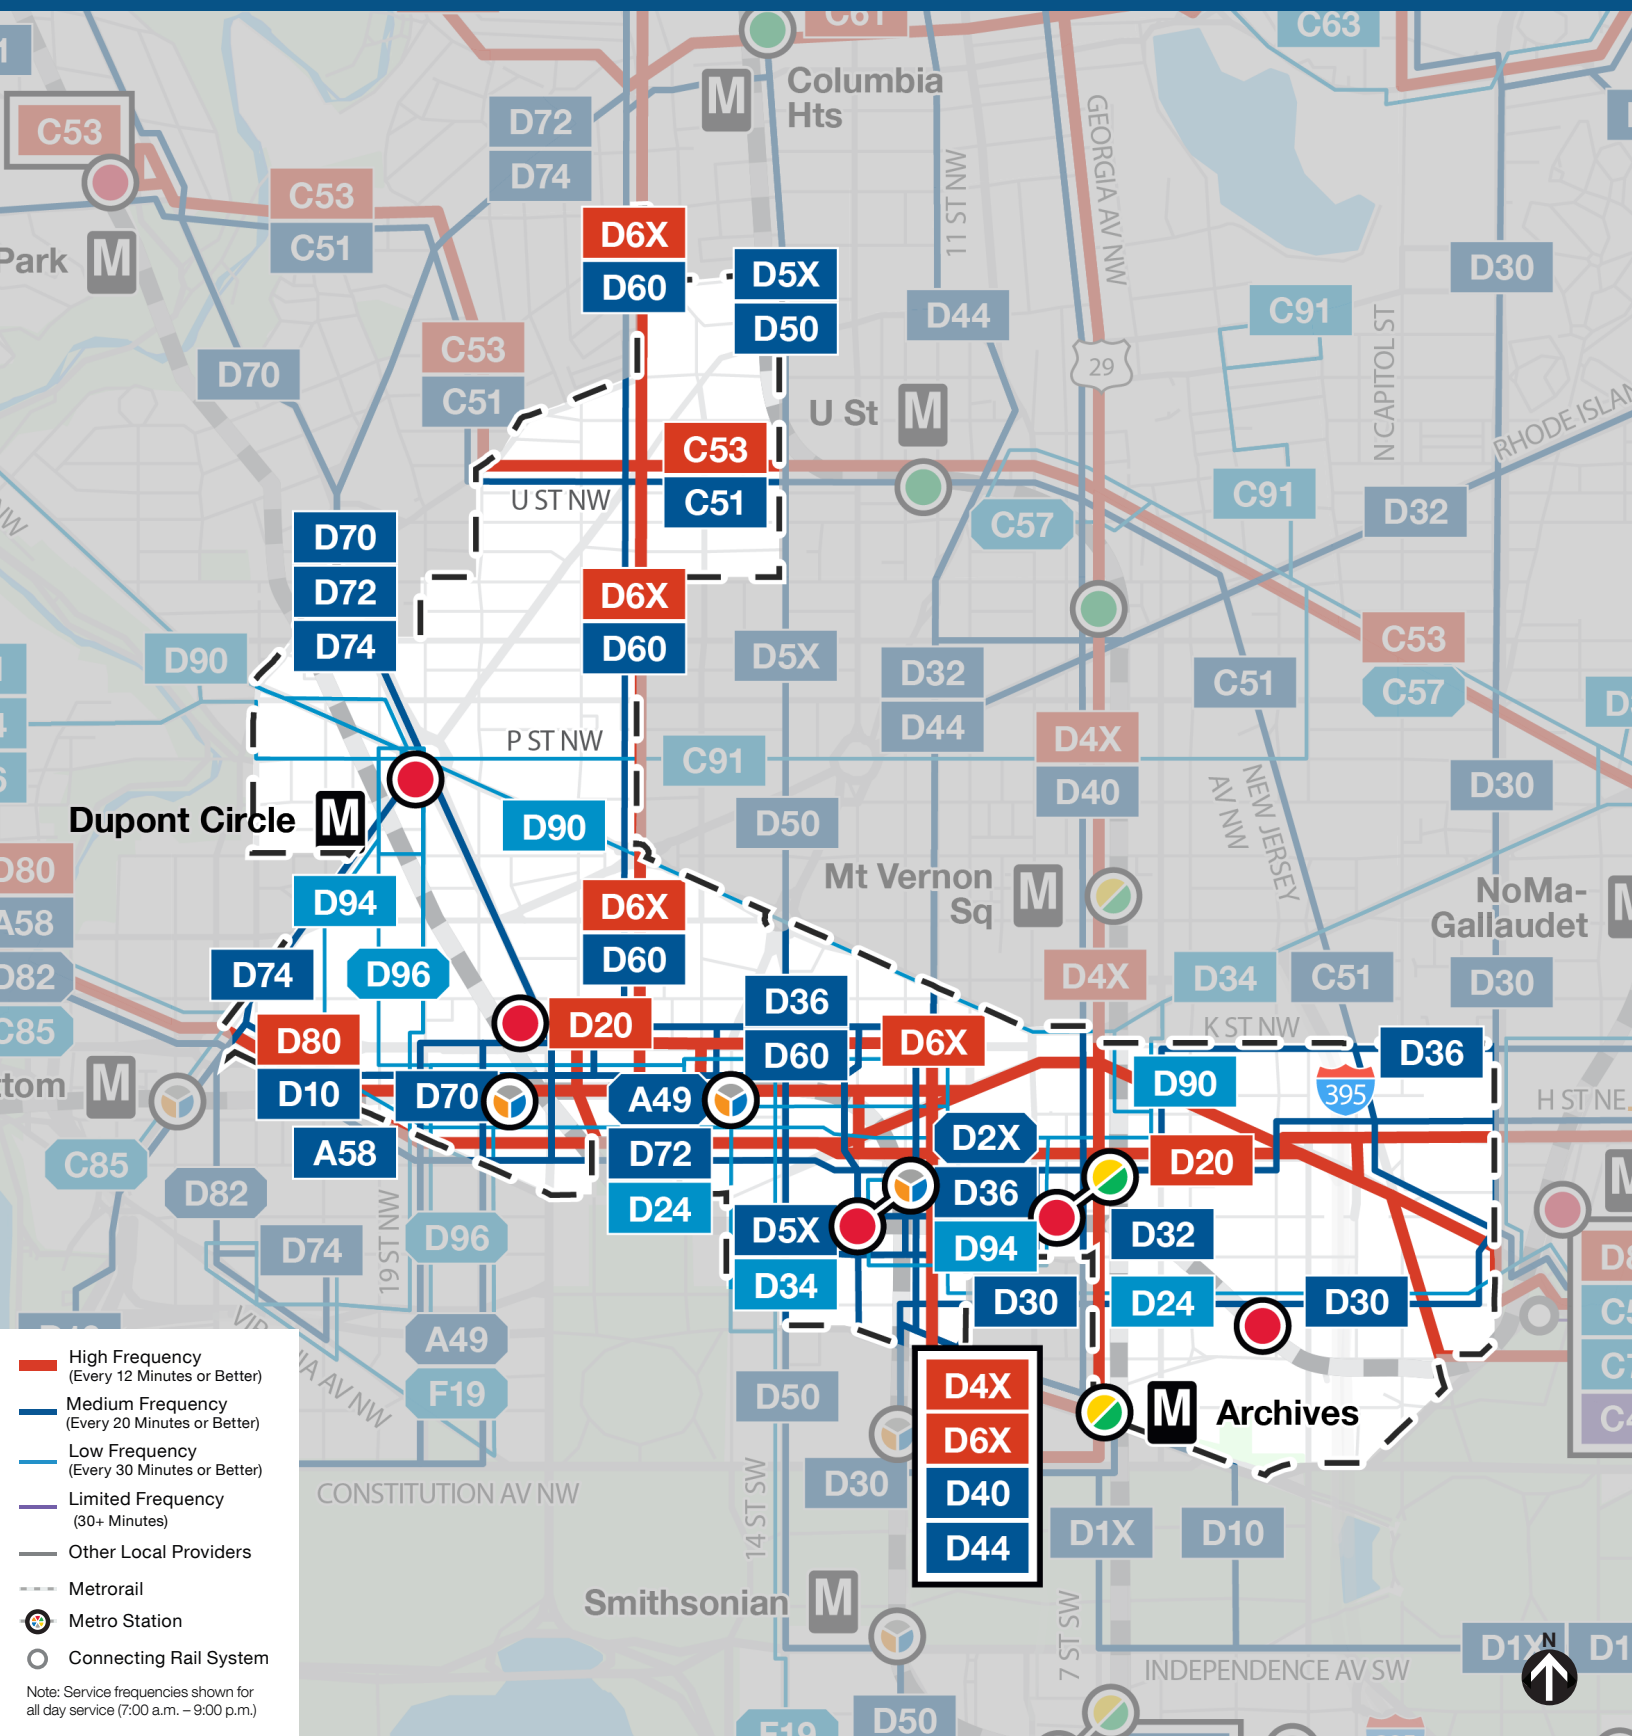 C61
C63
1
Columbia
Hts
M
C53
D72
D74
C53
C51
GEORGIA AV NW
11 ST NW
Park
M
D6X
D60
D5X
D50
D30
D44
C91
N CAPITOL ST
29
C53
C51
D70
U St
M
RHODE ISLAN
C53
C51
U ST NW
C91
D32
C57
NW
D70
D72
D74
D6X
D60
D90
D5X
D32
D44
C51
C53
C57
D4X
D40
P ST NW
C91
D30
NEW JERSEY
AV NW
Dupont Circle
M
D90
D50
D80
A58
D82
C85
D94
D6X
D60
Mt Vernon
Sq
M
NoMa-
Gallaudet
M
D74
D96
D4X
D34
C51
D30
D36
D60
D20
D6X
K ST NW
D36
D80
D10
D70
A49
D90
395
H ST NE
ttom
M
A58
D72
D24
D2X
D36
D94
D20
M
C85
D82
D74
19 ST NW
D96
D5X
D34
D32
D30
D24
D30
A49
F19
VIR
IA AV NW
D4X
D6X
D40
D44
D50
M
Archives
D30
CONSTITUTION AV NW
14 ST SW
D1X
D10
Smithsonian
M
7 ST SW
INDEPENDENCE AV SW
D1X
D1
N
F19
D50
High Frequency
(Every 12 Minutes or Better)
Medium Frequency
(Every 20 Minutes or Better)
Low Frequency
(Every 30 Minutes or Better)
Limited Frequency
(30+ Minutes)
Other Local Providers
Metrorail
Metro Station
Connecting Rail System
Note: Service frequencies shown for
all day service (7:00 a.m. – 9:00 p.m.)